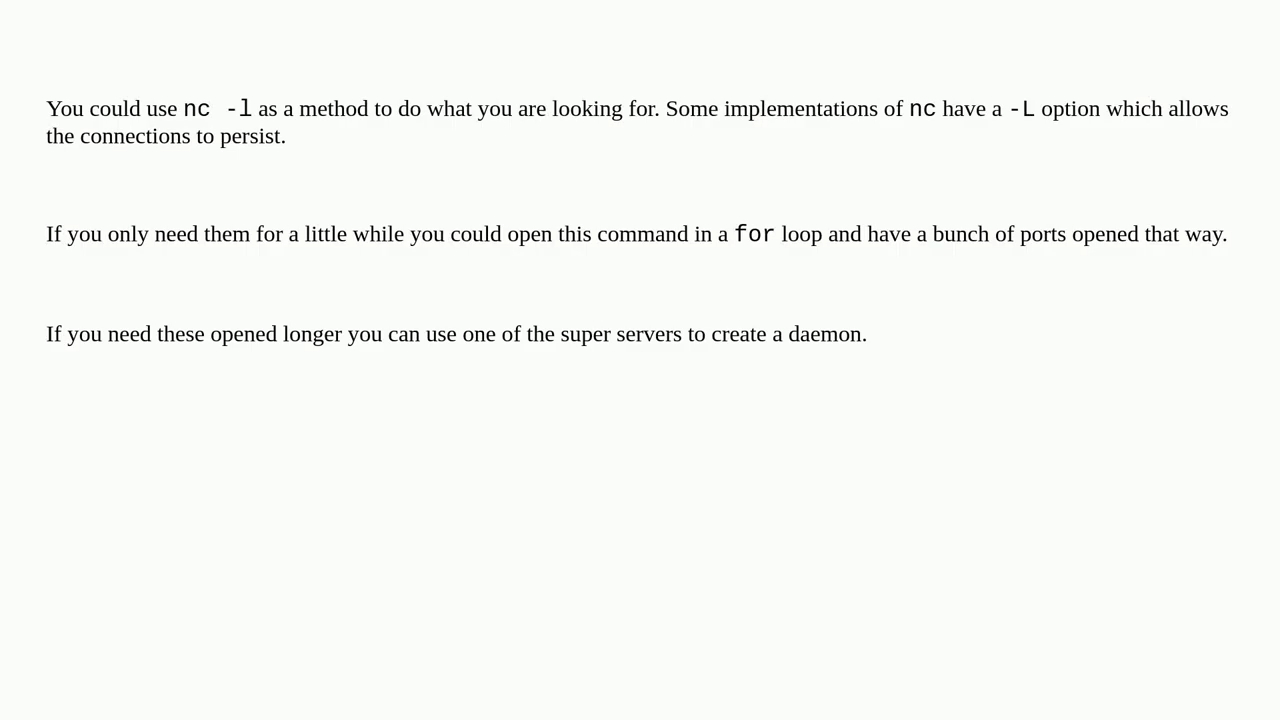 You could use nc -l as a method to do what you are looking for. Some implementations of nc have a -L option which allows
the connections to persist.
If you only need them for a little while you could open this command in a for loop and have a bunch of ports opened that way.
If you need these opened longer you can use one of the super servers to create a daemon.